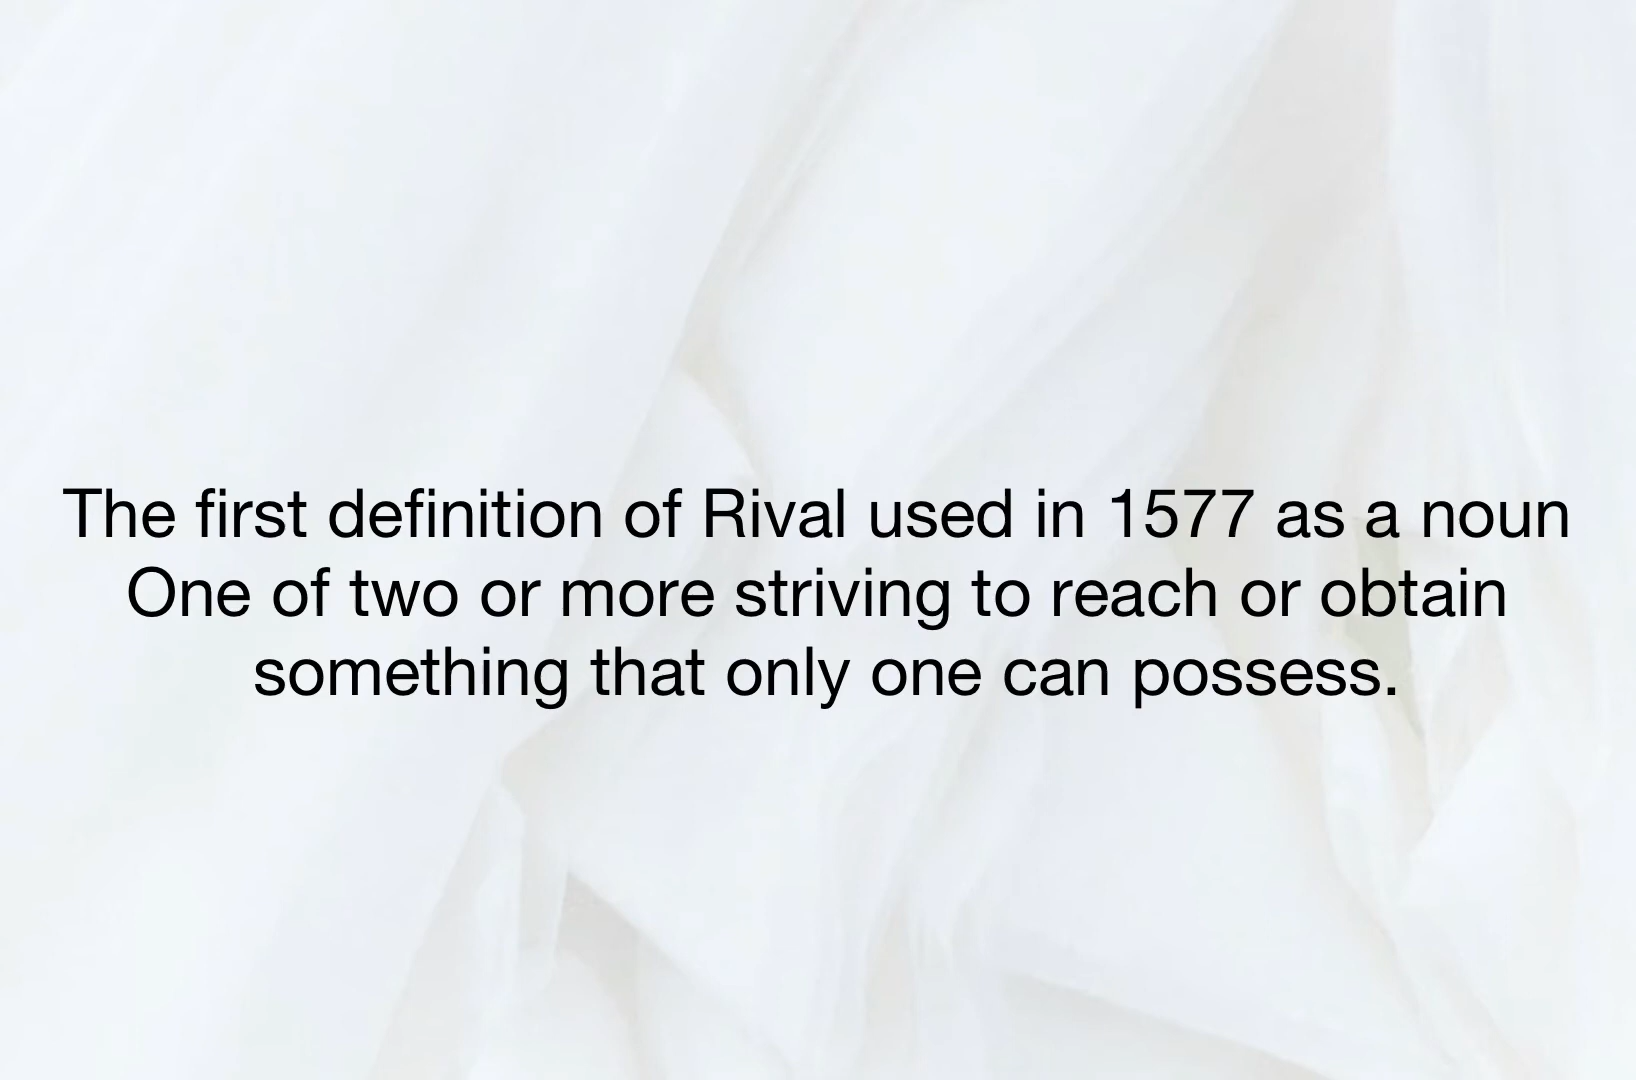 The first definition of Rival used in 1577 as a noun
One of two or more striving to reach or obtain
something that only one can possess.